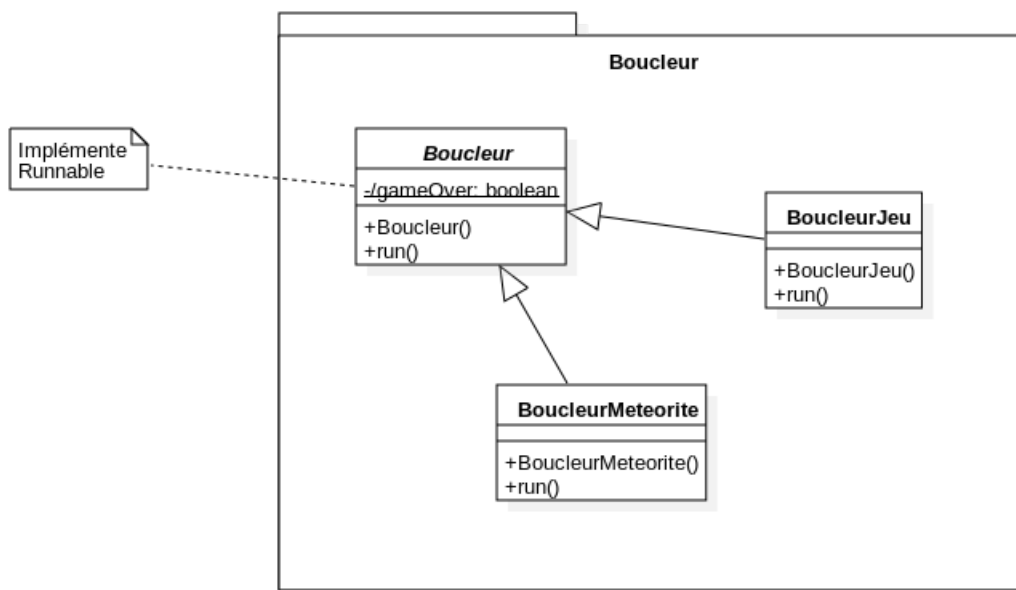 Boucleur
Implémente
Runnable
Boucleur
-/gameOver: boolean
+Boucleur()
+run()
BoucleurJeu
+BoucleurJeu()
+run()
BoucleurMeteorite
+BoucleurMeteorite()
+run()